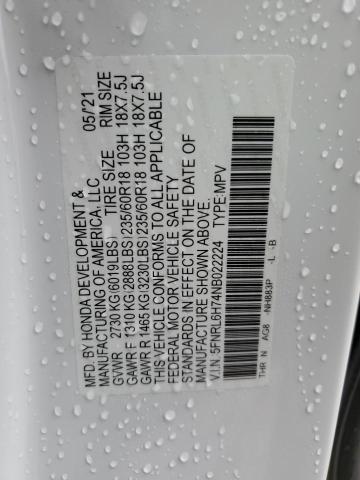 MFD. BY HONDA DEVELOPMENT & 05/21
MANUFACTURING OF AMERICA, LLC
TIRE SIZE RIM SIZE
GVWR 2730 KG(6019LBS)
GAWR F 1310 KG(2888LBS)235/60R18 103H 18X7.5J
GAWR R 1465 KG(3230LBS)235/60R18 103H 18X7.5J
THIS VEHICLE CONFORMS TO ALL APPLICABLE
FEDERAL MOTOR VEHICLE SAFETY
STANDARDS IN EFFECT ON THE DATE OF
MANUFACTURE SHOWN ABOVE.
V.I.N. 5FNRL6H74NB022224 TYPE:MPV
THR N AG8 -NH883P -L -B